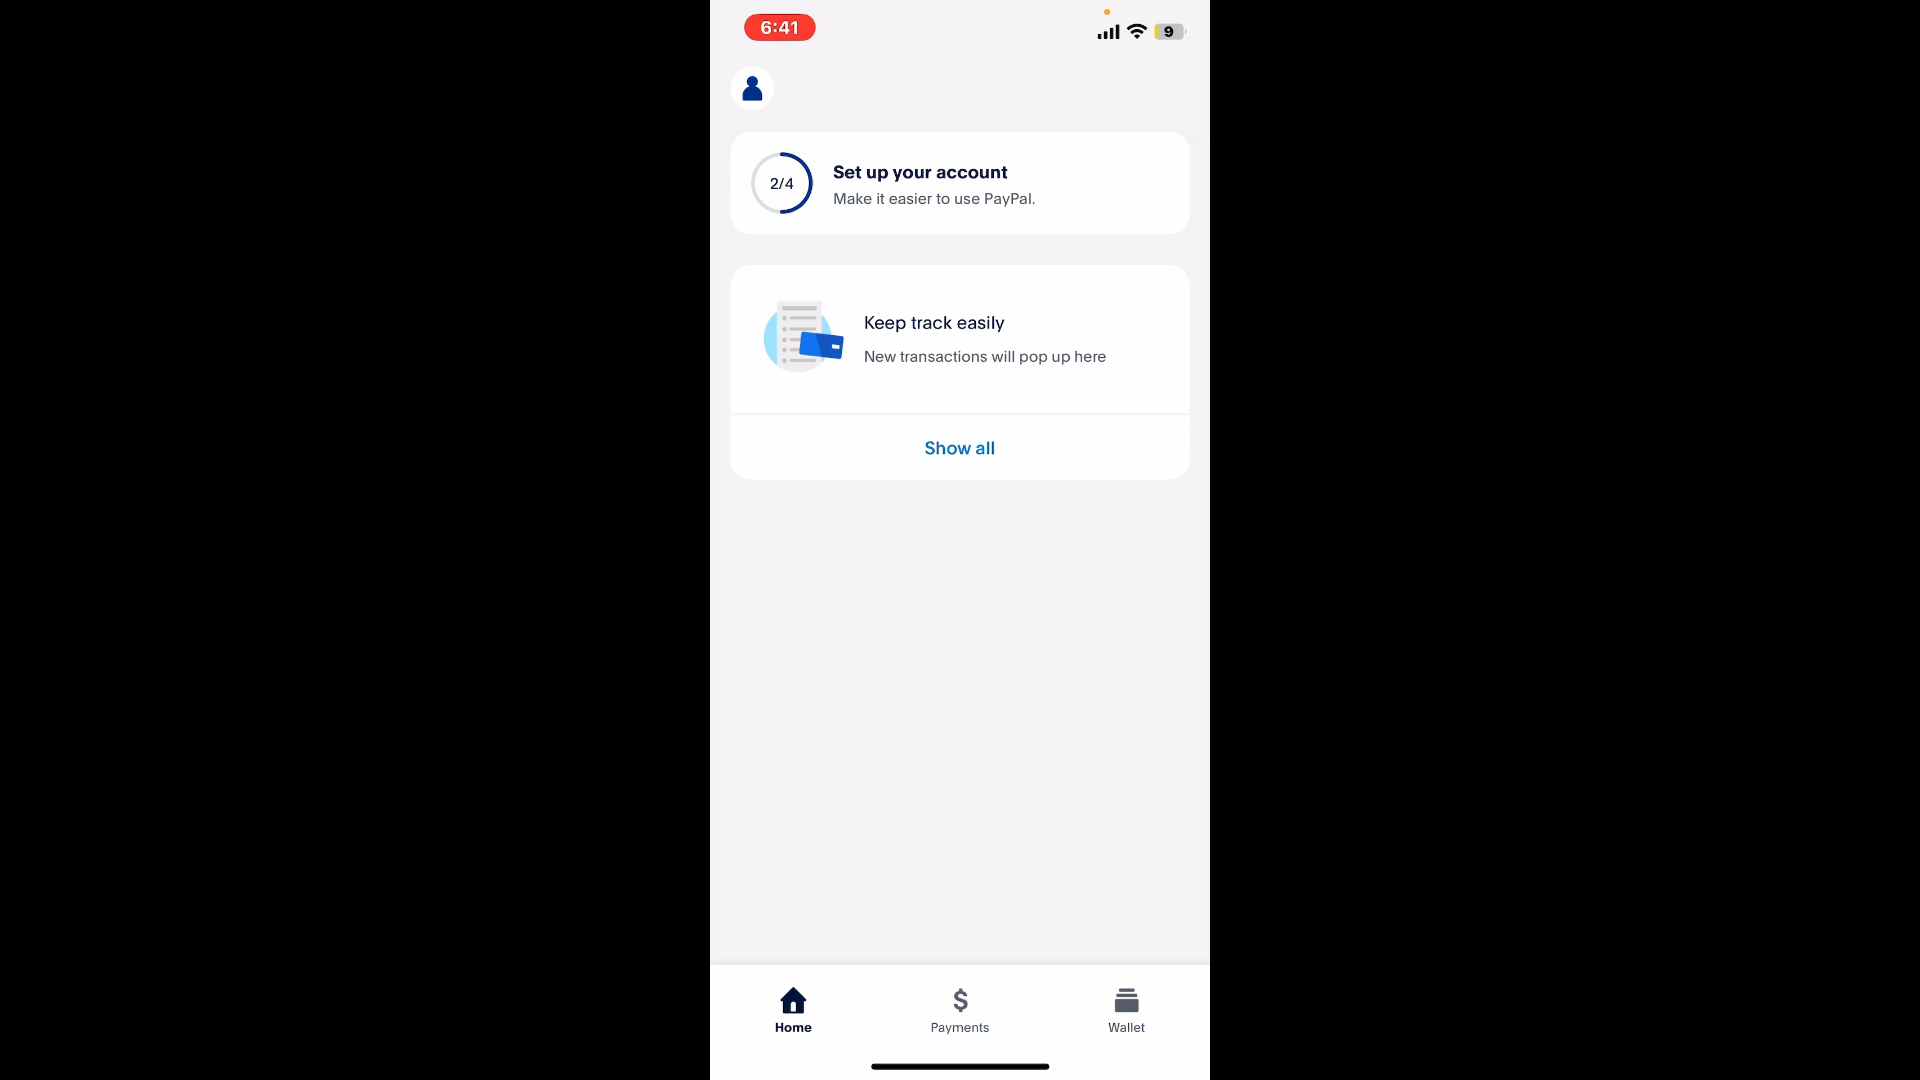 6:41
9
2/4
Set up your account
Make it easier to use PayPal.
Keep track easily
New transactions will pop up here
Show all
Home
Payments
Wallet